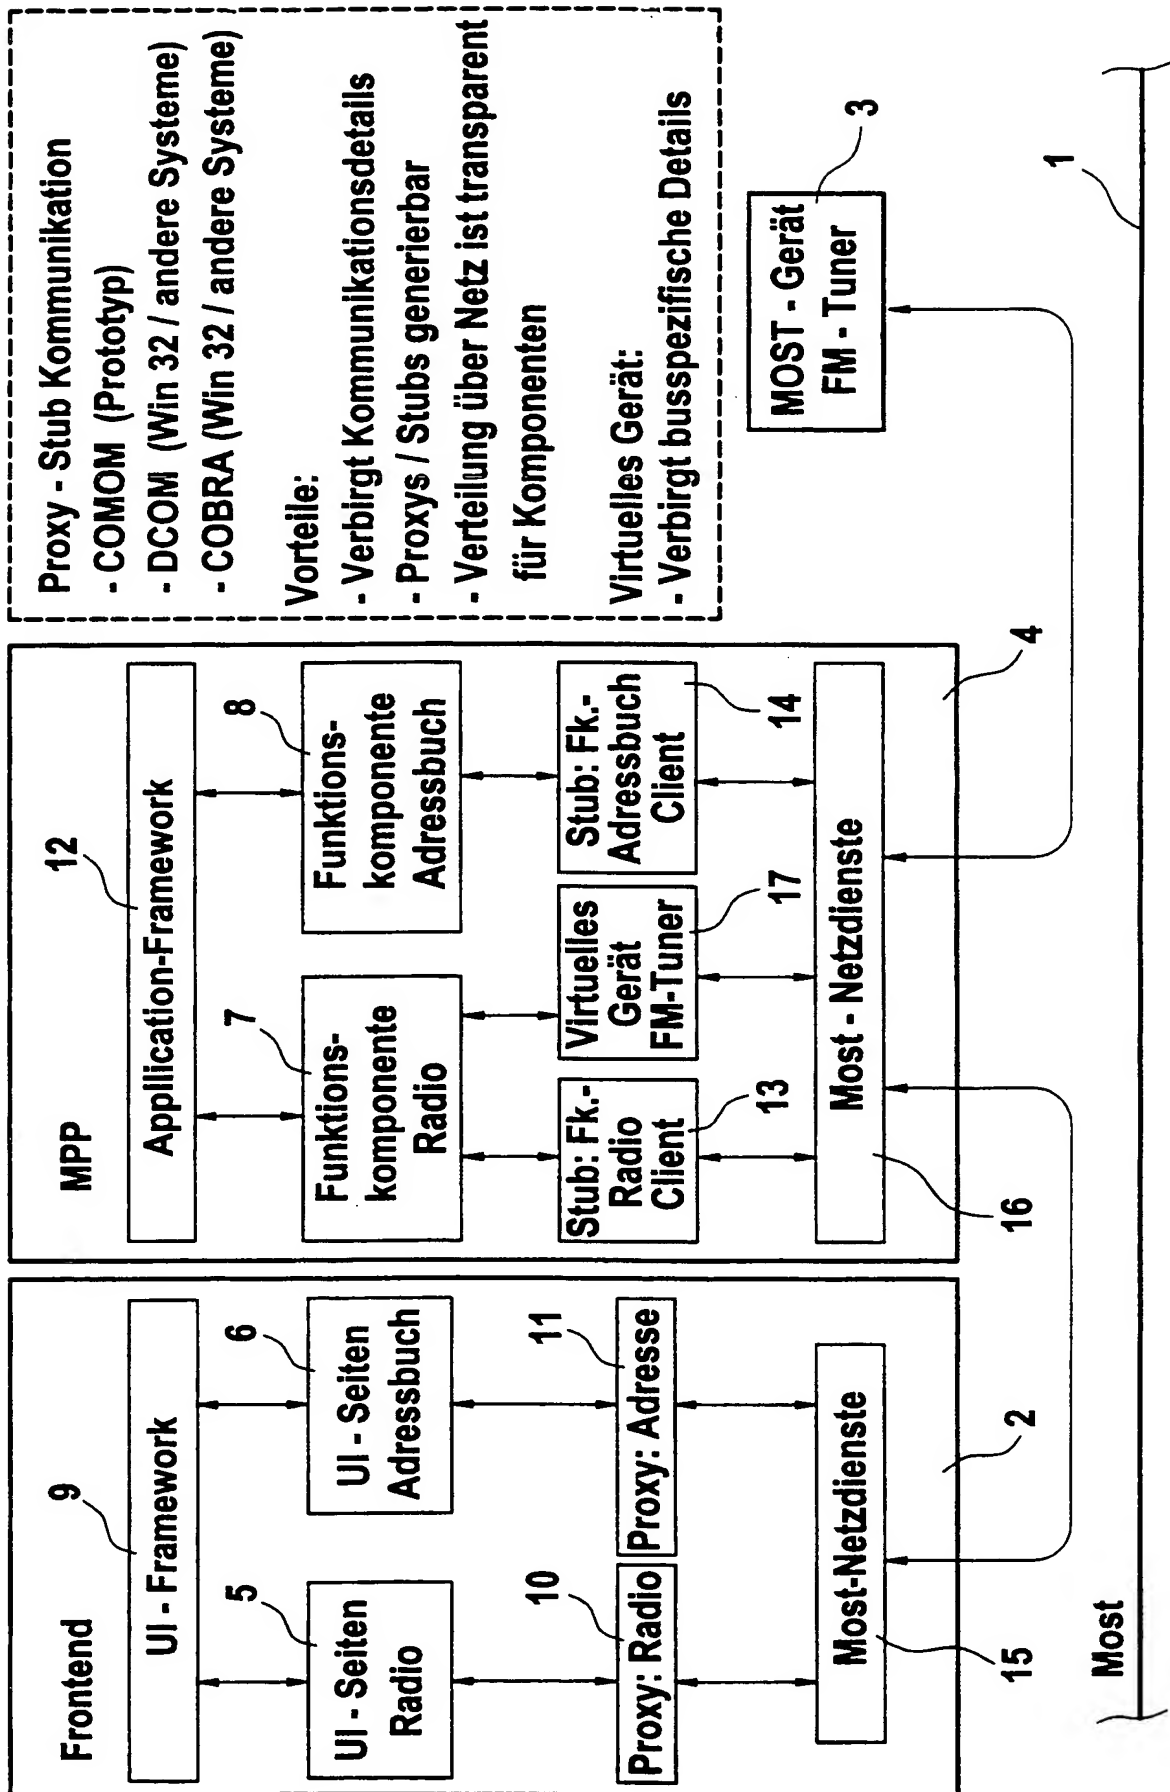 Frontend
9
UI - Framework
5
UI - Seiten
Radio
6
UI - Seiten
Adressbuch
10
Proxy: Radio
11
Proxy: Adresse
Most-Netzdienste
15
2
MPP
12
Appllication-Framework
7
Funktions-
komponente
Radio
8
Funktions-
komponente
Adressbuch
Stub: Fk.-
Radio
Client
13
Virtuelles
Gerät
FM-Tuner
17
Stub: Fk.-
Adressbuch
Client
14
Most - Netzdienste
16
4
Proxy - Stub Kommunikation
- COMOM (Prototyp)
- DCOM (Win 32 / andere Systeme)
- COBRA (Win 32 / andere Systeme)
Vorteile:
- Verbirgt Kommunikationsdetails
- Proxys / Stubs generierbar
- Verteilung über Netz ist transparent
für Komponenten
Virtuelles Gerät:
- Verbirgt busspezifische Details
MOST - Gerät
FM - Tuner
3
Most
1